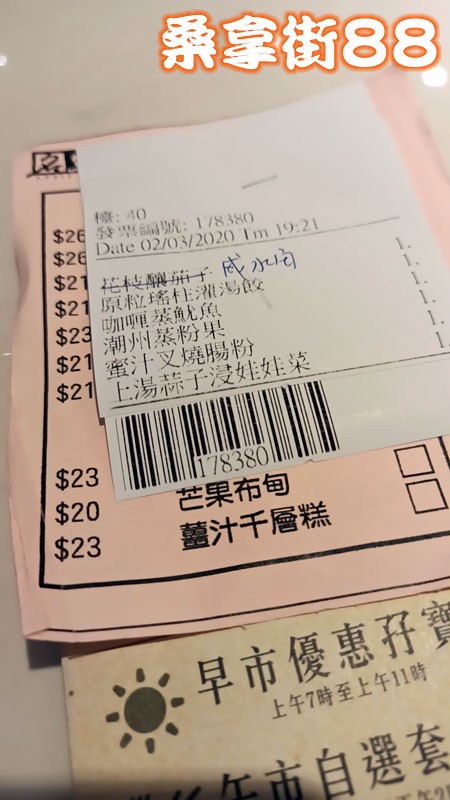 桑拿街88
檯: 40
發票編號: 178380
Date 02/03/2020 Tm 19:21
花枝釀茄子 咸水角
1.
原粒瑤柱灌湯餃 1.
咖喱蒸魷魚 1.
潮州蒸粉果 1.
蜜汁叉燒腸粉 1.
上湯蒜子浸娃娃菜 1.
178380
$26
$26
$21
$21
$23
$21
$21
$23
$20 芒果布甸
$23 薑汁千層糕
早市優惠孖寶
上午7時至上午11時
午市自選套